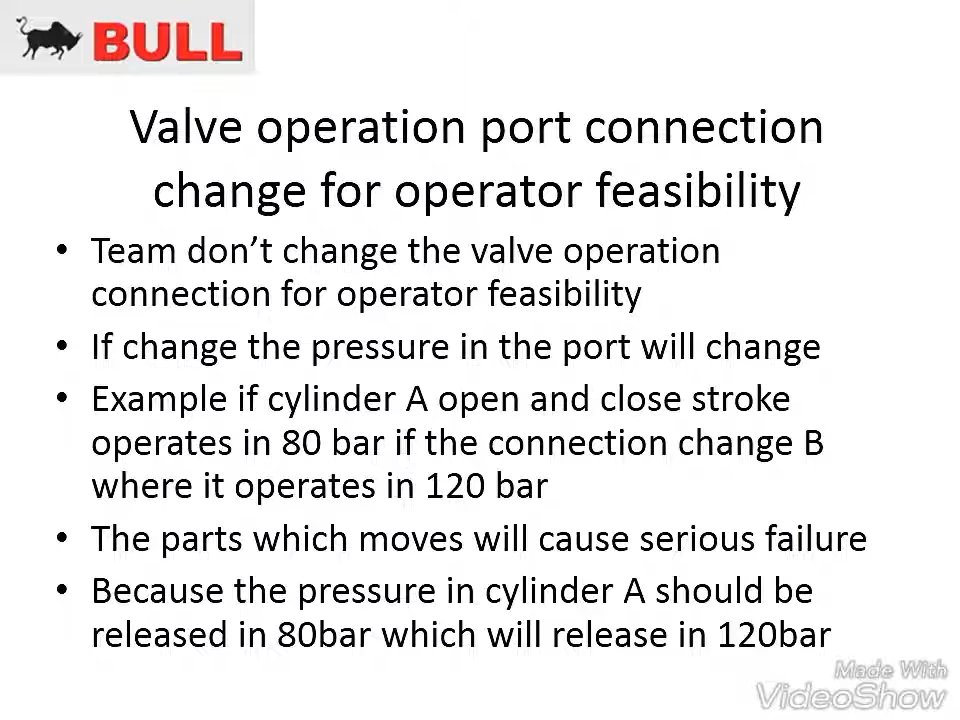 BULL
Valve operation port connection
change for operator feasibility
• Team don’t change the valve operation
connection for operator feasibility
• If change the pressure in the port will change
• Example if cylinder A open and close stroke
operates in 80 bar if the connection change B
where it operates in 120 bar
• The parts which moves will cause serious failure
• Because the pressure in cylinder A should be
released in 80bar which will release in 120bar
Made With
VideoShow